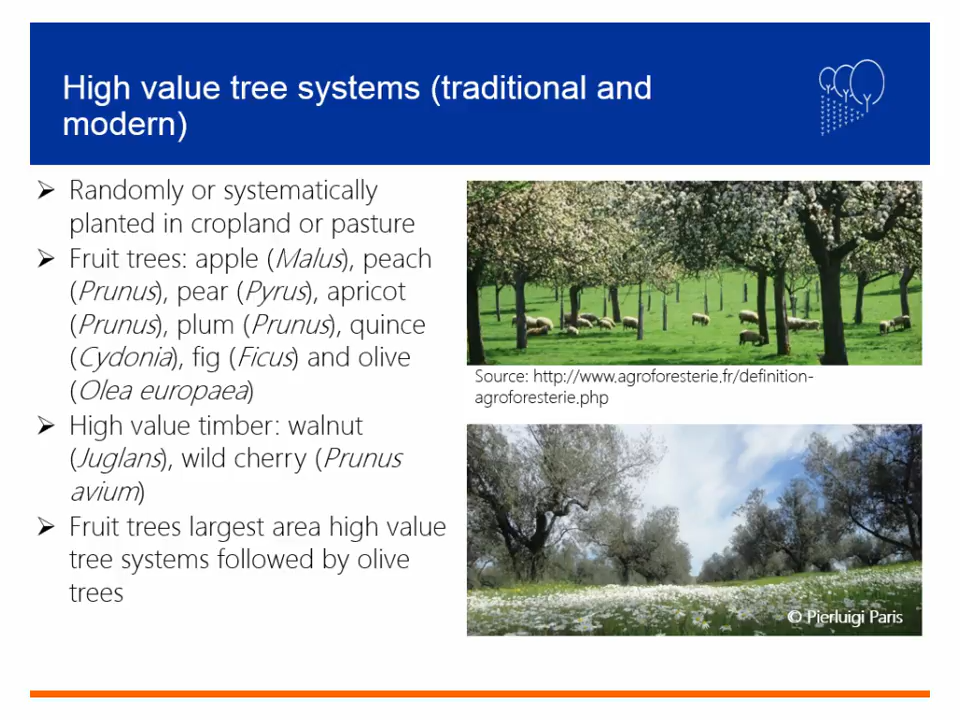 High value tree systems (traditional and
modern)
➤ Randomly or systematically
planted in cropland or pasture
➤ Fruit trees: apple (Malus), peach
(Prunus), pear (Pyrus), apricot
(Prunus), plum (Prunus), quince
(Cydonia), fig (Ficus) and olive
(Olea europaea)
➤ High value timber: walnut
(Juglans), wild cherry (Prunus
avium)
➤ Fruit trees largest area high value
tree systems followed by olive
trees
Source: http://www.agroforesterie.fr/definition-
agroforesterie.php
© Pierluigi Paris